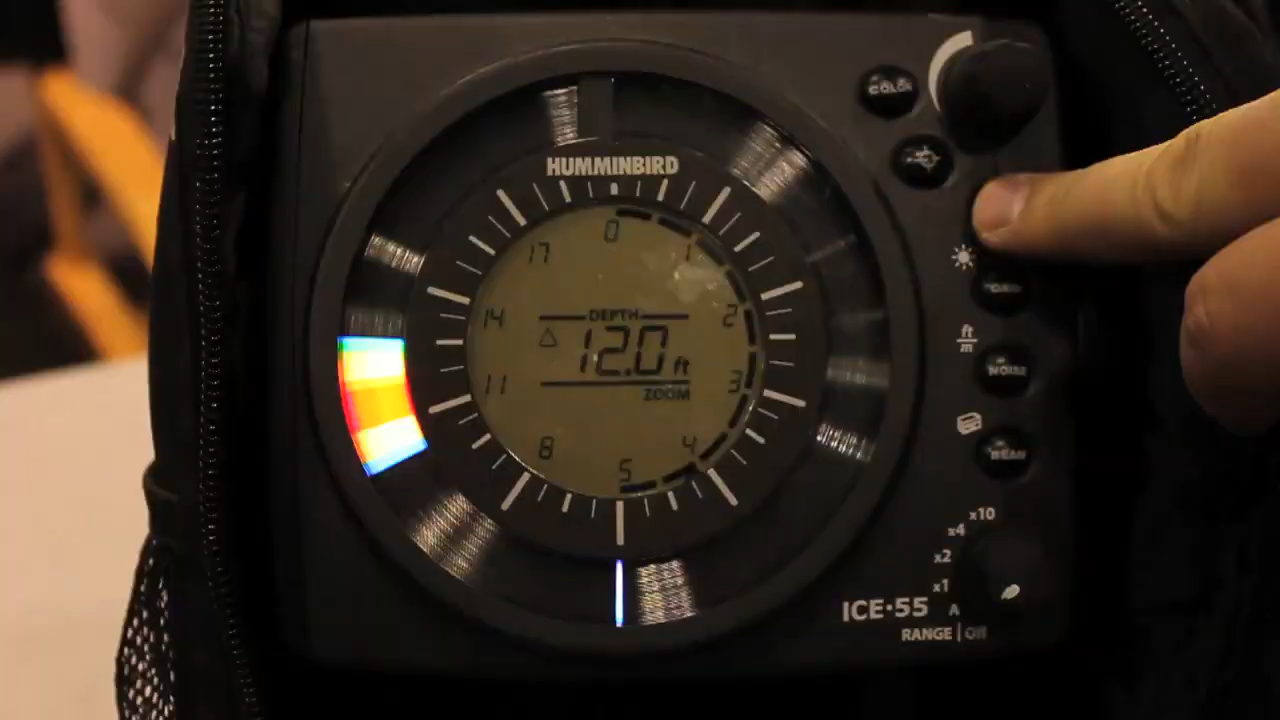 COLOR
HUMMINBIRD
0
17
1
14
2
DEPTH
12.0 ft
ZOOM
11
3
8
4
5
ft
m
NOISE
BEAM
x10
x4
x2
x1
A
ICE·55
RANGE | Off